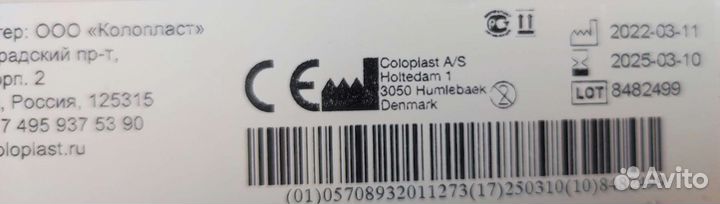 тер: ООО «Колопласт»
радский пр-т,
орп. 2
, Россия, 125315
7 495 937 53 90
oloplast.ru
CE
Coloplast A/S
Holtedam 1
3050 Humlebaek
Denmark
2022-03-11
2025-03-10
LOT 8482499
(01)05708932011273(17)250310(10)84
Avito